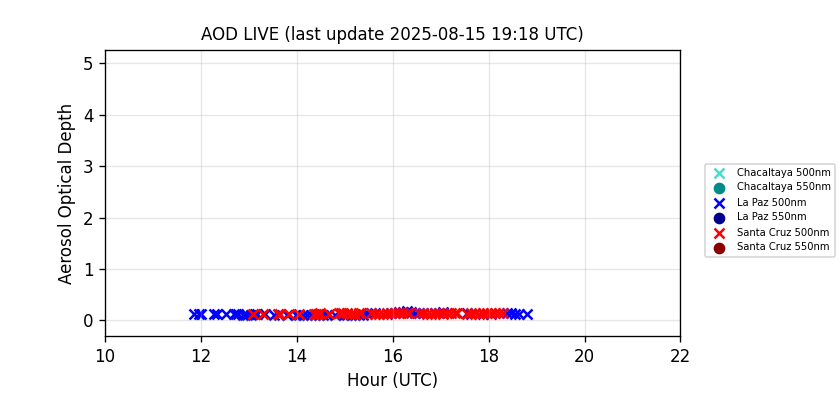 AOD LIVE (last update 2025-08-15 19:18 UTC)
Aerosol Optical Depth
5
4
3
2
1
0
10 12 14 16 18 20 22
Hour (UTC)
Chacaltaya 500nm
Chacaltaya 550nm
La Paz 500nm
La Paz 550nm
Santa Cruz 500nm
Santa Cruz 550nm